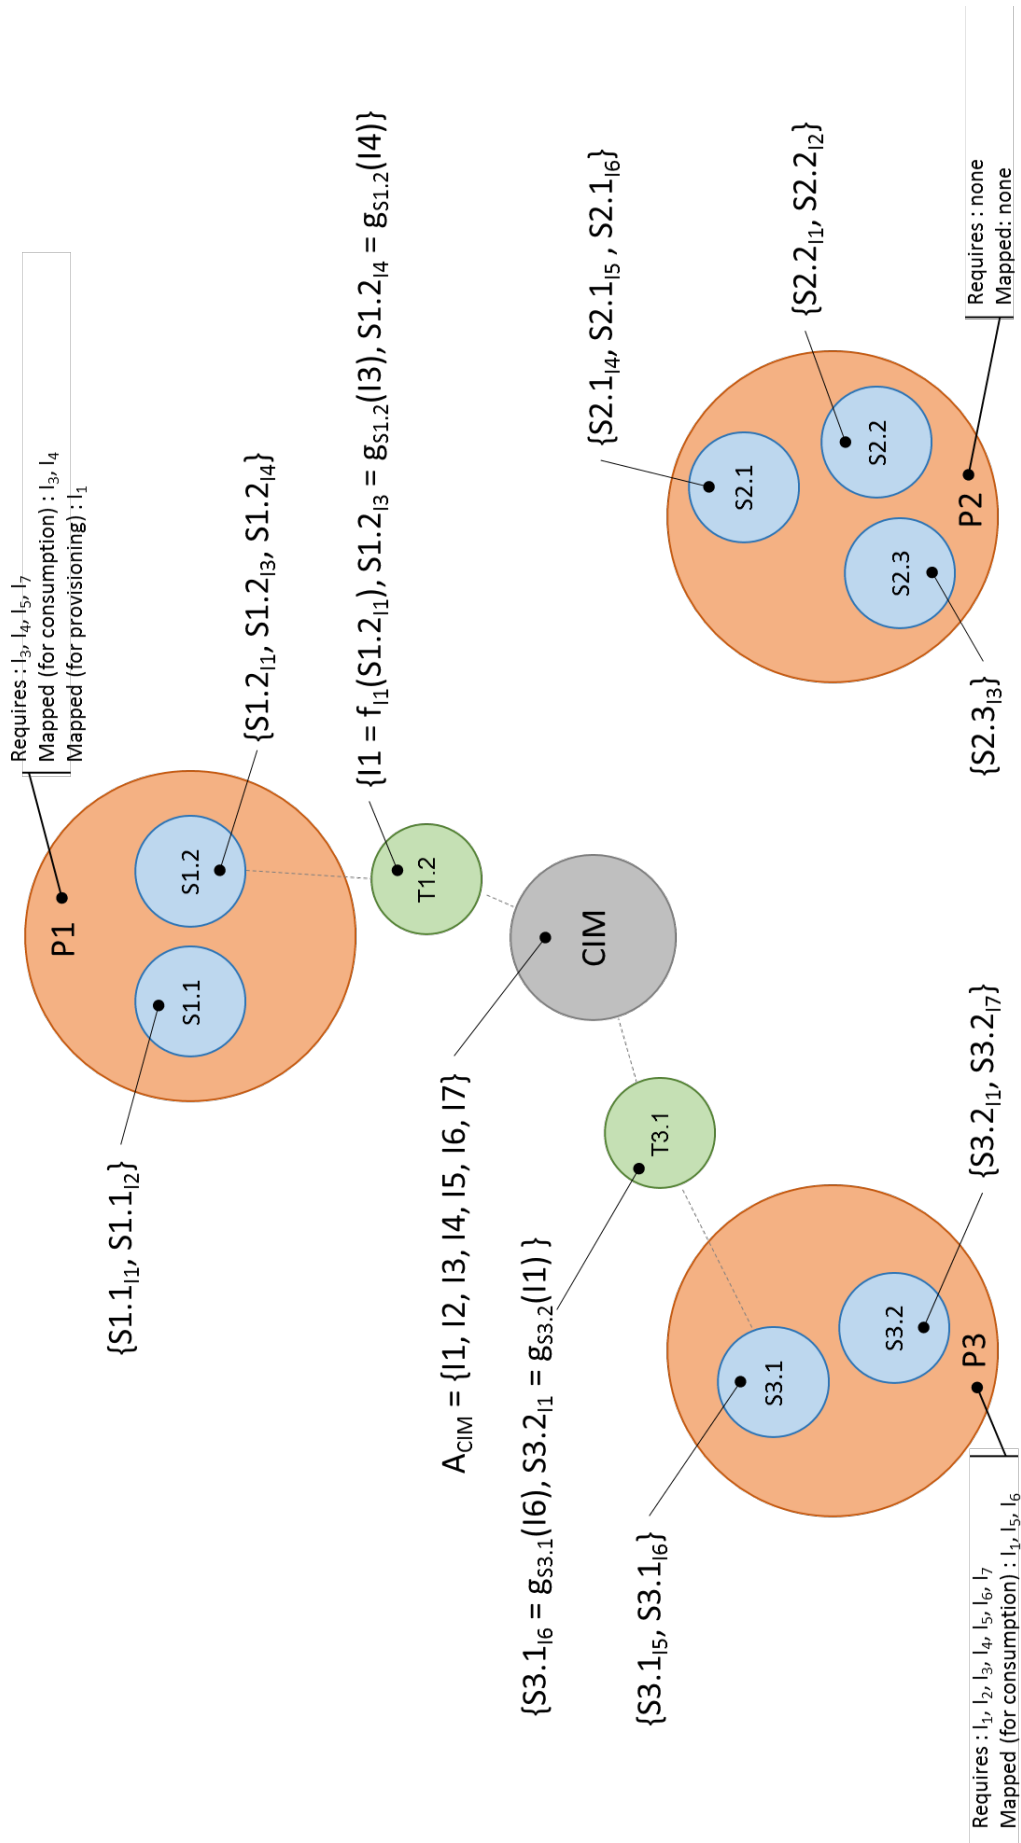 Requires : I3, I4, I5, I7
Mapped (for consumption) : I3, I4
Mapped (for provisioning) : I1
P1
S1.1
S1.2
{S1.1I1, S1.1I2}
{S1.2I1, S1.2I3, S1.2I4}
T1.2
{I1 = fI1(S1.2I1), S1.2I3 = gS1.2(I3), S1.2I4 = gS1.2(I4)}
ACIM = {I1, I2, I3, I4, I5, I6, I7}
CIM
{S3.1I6 = gS3.1(I6), S3.2I1 = gS3.2(I1) }
T3.1
{S3.1I5, S3.1I6}
S3.1
S3.2
{S3.2I1, S3.2I7}
P3
Requires : I1, I2, I3, I4, I5, I6, I7
Mapped (for consumption) : I1, I5, I6
{S2.1I4, S2.1I5 , S2.1I6}
S2.1
S2.2
{S2.2I1, S2.2I2}
S2.3
{S2.3I3}
P2
Requires : none
Mapped: none